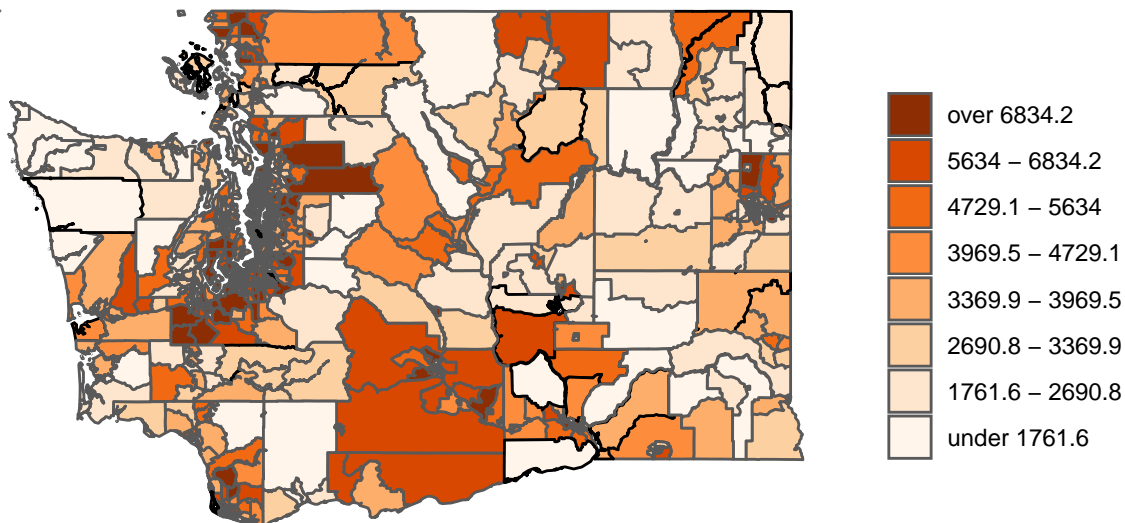 over 6834.2
5634 – 6834.2
4729.1 – 5634
3969.5 – 4729.1
3369.9 – 3969.5
2690.8 – 3369.9
1761.6 – 2690.8
under 1761.6